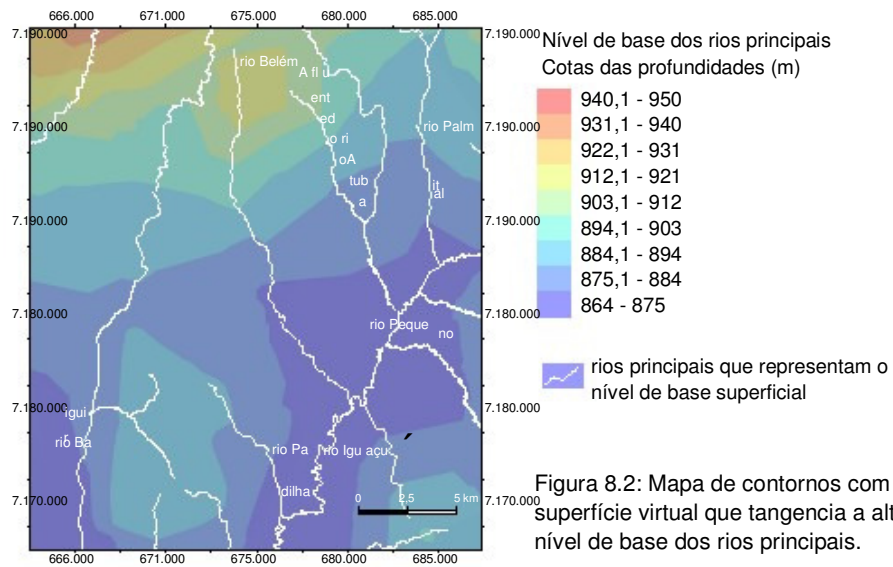 666.000 671.000 675.000 680.000 685.000
7.190.000 7.190.000
7.190.000 7.190.000
7.190.000 7.190.000
7.180.000 7.180.000
7.180.000 7.180.000
7.170.000 7.170.000
666.000 671.000 675.000 680.000 685.000
rio Belém
A fl u
ent
ed
o ri
oA
tub
a
rio Palm
it
al
rio Peque
no
igui
rio Ba
rio Pa
dilha
rio Igu açu
0 2,5 5 km
Nível de base dos rios principais
Cotas das profundidades (m)
940,1 - 950
931,1 - 940
922,1 - 931
912,1 - 921
903,1 - 912
894,1 - 903
884,1 - 894
875,1 - 884
864 - 875
rios principais que representam o
nível de base superficial
Figura 8.2: Mapa de contornos com
superfície virtual que tangencia a alt
nível de base dos rios principais.